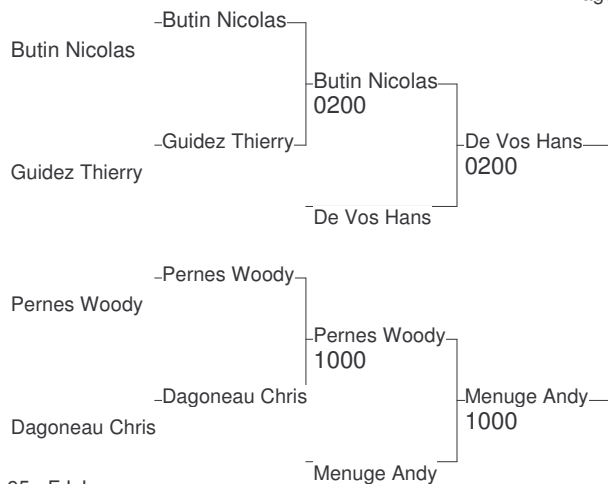 Butin Nicolas
Butin Nicolas
Butin Nicolas
0200
Guidez Thierry
De Vos Hans
0200
Guidez Thierry
De Vos Hans
Pernes Woody
Pernes Woody
Pernes Woody
1000
Dagoneau Chris
Menuge Andy
1000
Dagoneau Chris
Menuge Andy